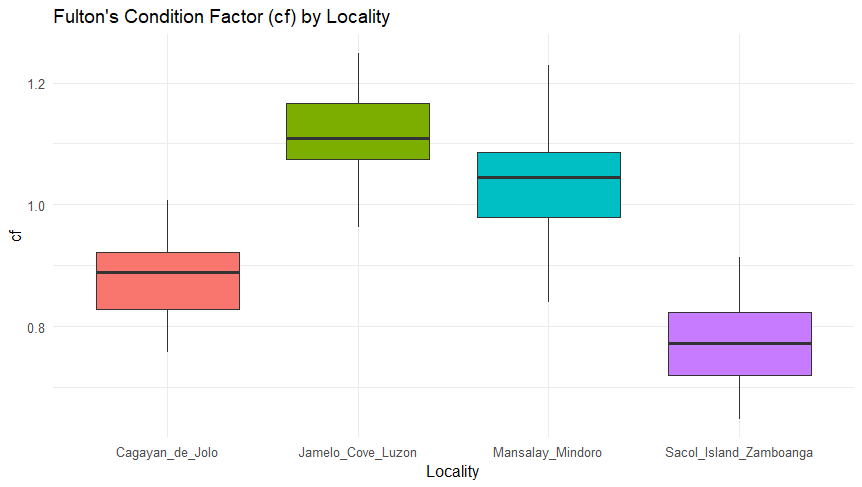 Fulton's Condition Factor (cf) by Locality
1.2
1.0
0.8
cf
Cagayan_de_Jolo
Jamelo_Cove_Luzon
Mansalay_Mindoro
Sacol_Island_Zamboanga
Locality